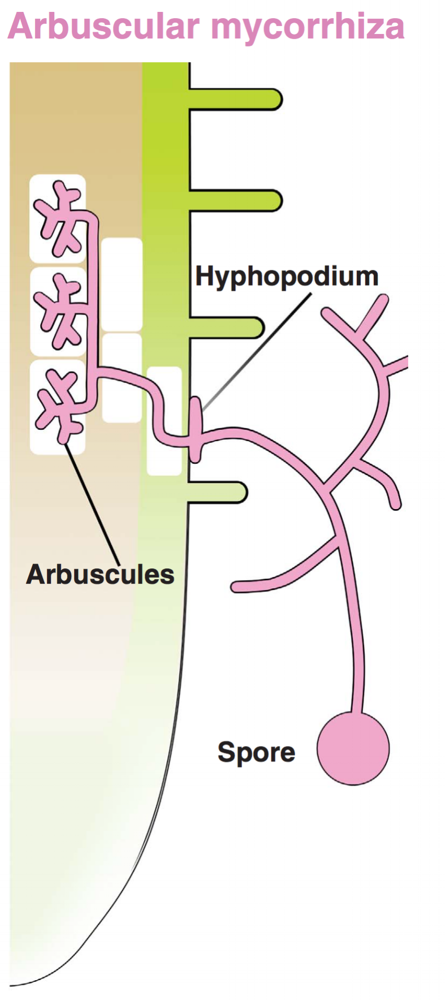 Arbuscular mycorrhiza
Hyphopodium
Arbuscules
Spore